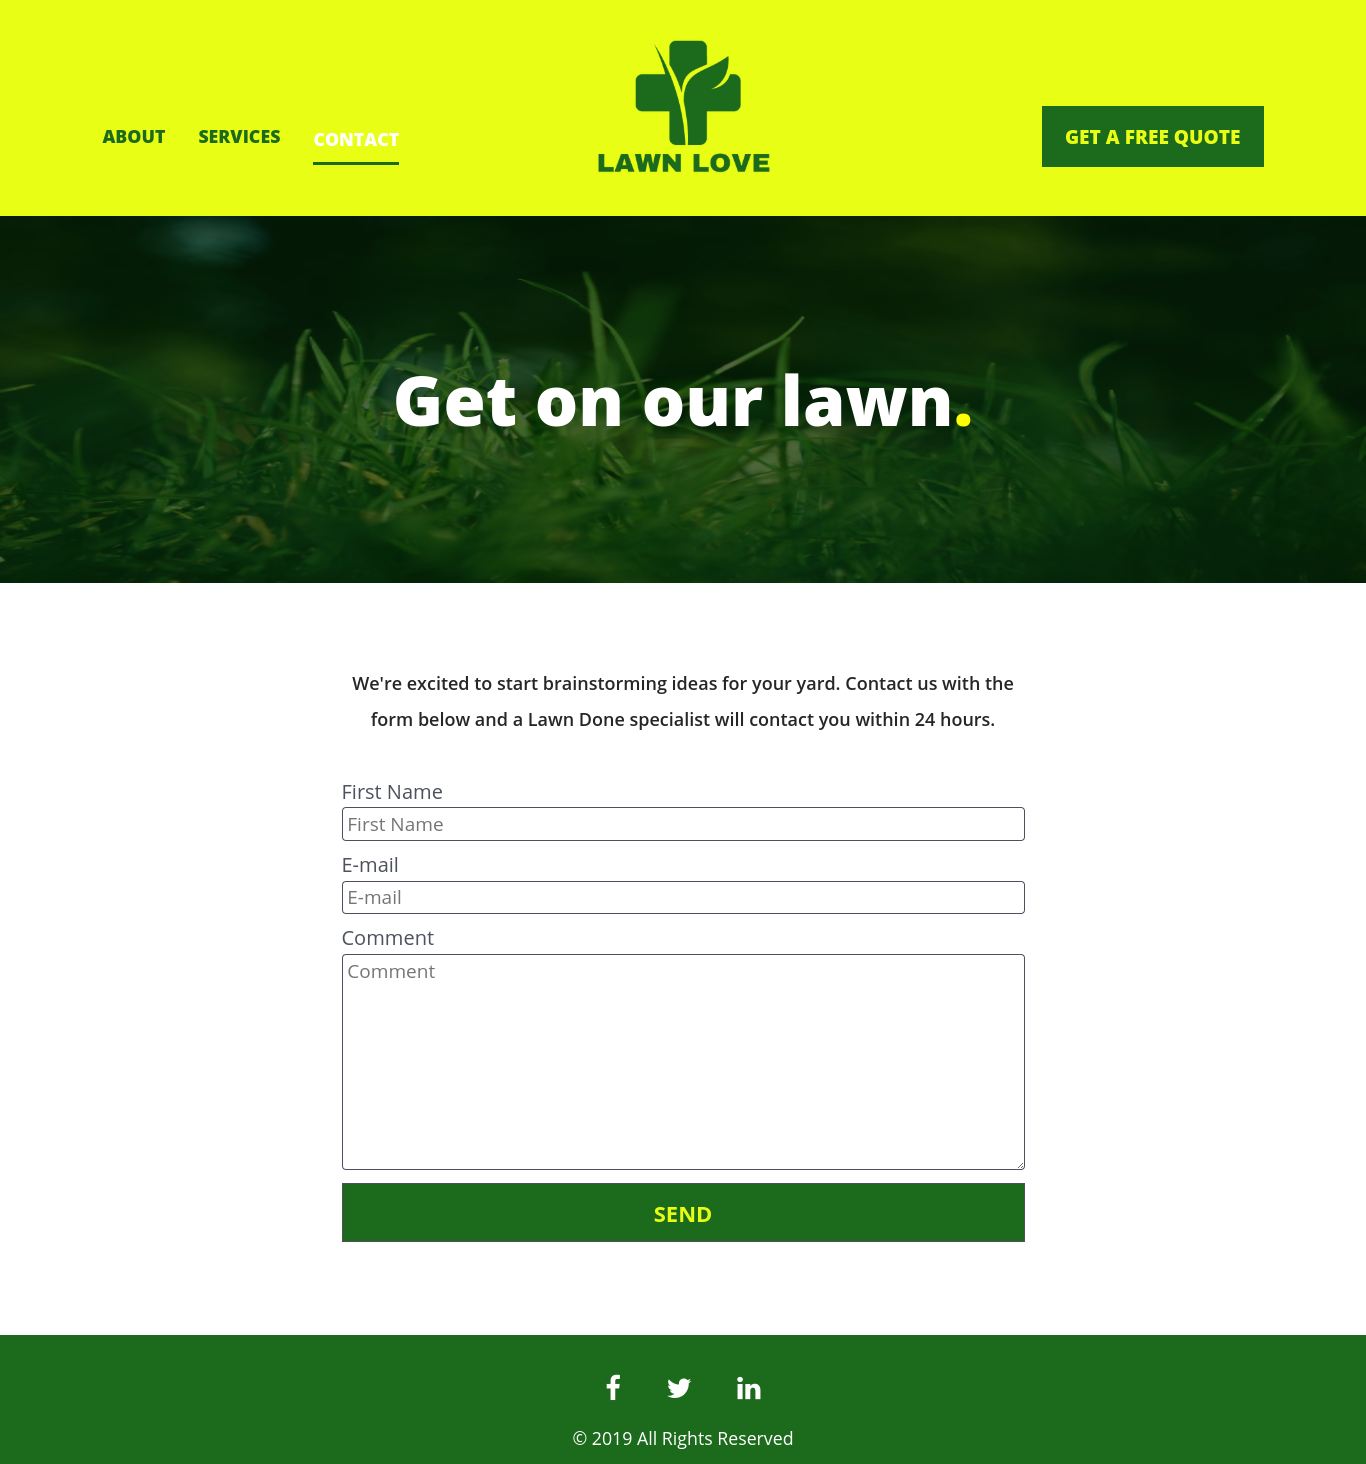 ABOUT SERVICES CONTACT
LAWN LOVE
GET A FREE QUOTE
Get on our lawn.
We're excited to start brainstorming ideas for your yard. Contact us with the
form below and a Lawn Done specialist will contact you within 24 hours.
First Name
First Name
E-mail
E-mail
Comment
Comment
SEND
© 2019 All Rights Reserved